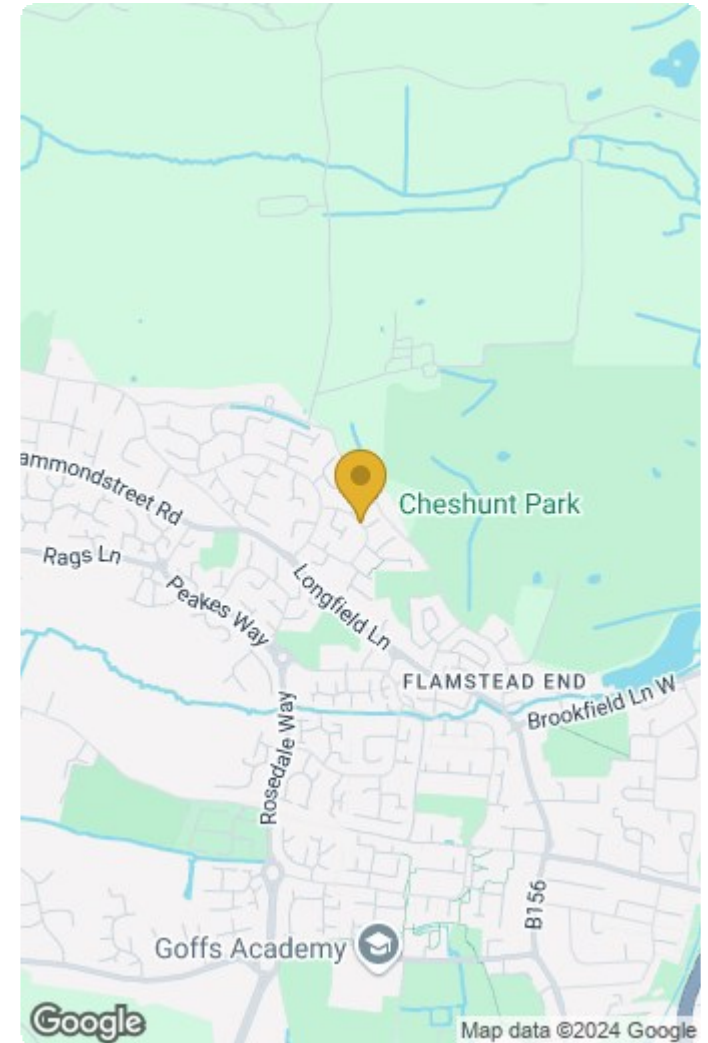 ammondstreet Rd
Cheshunt Park
Rags Ln
Peakes Way
Longfield Ln
FLAMSTEAD END
Brookfield Ln W
Rosedale Way
B156
Goffs Academy
Google
Map data ©2024 Google